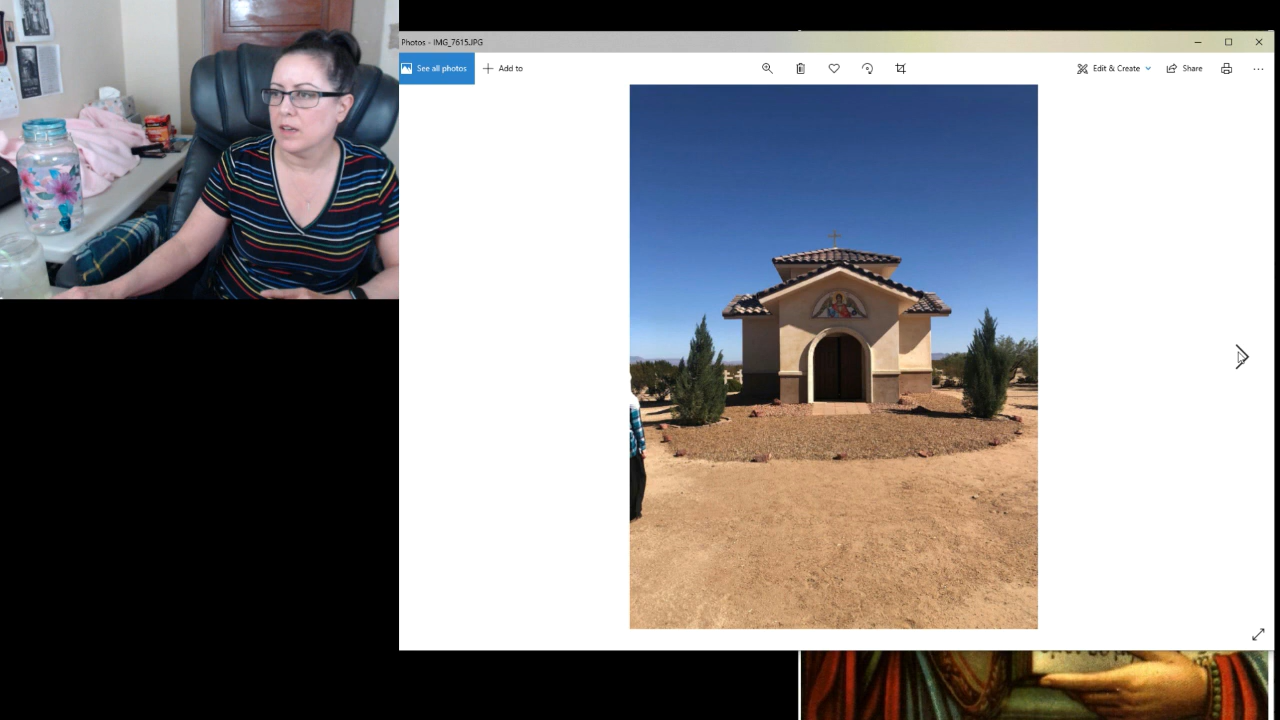 Photos - IMG_7615.JPG
See all photos
Add to
Edit & Create
Share